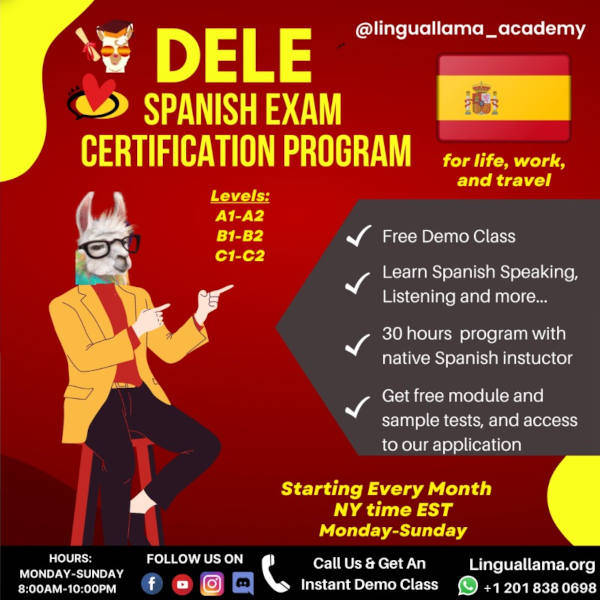 @linguallama_academy
DELE
SPANISH EXAM
CERTIFICATION PROGRAM
for life, work,
and travel
Levels:
A1-A2
B1-B2
C1-C2
Free Demo Class
Learn Spanish Speaking,
Listening and more...
30 hours program with
native Spanish instuctor
Get free module and
sample tests, and access
to our application
Starting Every Month
NY time EST
Monday-Sunday
HOURS:
MONDAY-SUNDAY
8:00AM-10:00PM
FOLLOW US ON
Call Us & Get An
Instant Demo Class
Linguallama.org
+1 201 838 0698